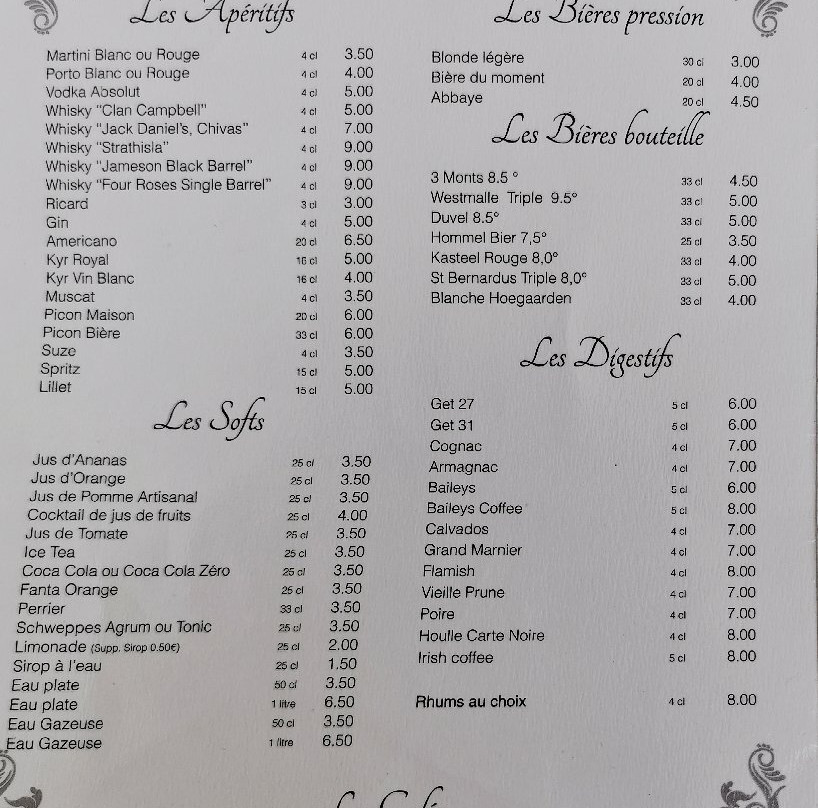 Les Apéritifs
Martini Blanc ou Rouge 4 cl 3.50
Porto Blanc ou Rouge 4 cl 4.00
Vodka Absolut 4 cl 5.00
Whisky "Clan Campbell" 4 cl 5.00
Whisky "Jack Daniel's, Chivas" 4 cl 7.00
Whisky "Strathisla" 4 cl 9.00
Whisky "Jameson Black Barrel" 4 cl 9.00
Whisky "Four Roses Single Barrel" 4 cl 9.00
Ricard 3 cl 3.00
Gin 4 cl 5.00
Americano 20 cl 6.50
Kyr Royal 16 cl 5.00
Kyr Vin Blanc 16 cl 4.00
Muscat 4 cl 3.50
Picon Maison 20 cl 6.00
Picon Bière 33 cl 6.00
Suze 4 cl 3.50
Spritz 15 cl 5.00
Lillet 15 cl 5.00
Les Softs
Jus d'Ananas 25 cl 3.50
Jus d'Orange 25 cl 3.50
Jus de Pomme Artisanal 25 cl 3.50
Cocktail de jus de fruits 25 cl 4.00
Jus de Tomate 25 cl 3.50
Ice Tea 25 cl 3.50
Coca Cola ou Coca Cola Zéro 25 cl 3.50
Fanta Orange 25 cl 3.50
Perrier 33 cl 3.50
Schweppes Agrum ou Tonic 25 cl 3.50
Limonade (Supp. Sirop 0.50€) 25 cl 2.00
Sirop à l'eau 25 cl 1.50
Eau plate 50 cl 3.50
Eau plate 1 litre 6.50
Eau Gazeuse 50 cl 3.50
Eau Gazeuse 1 litre 6.50
Les Bières pression
Blonde légère 30 cl 3.00
Bière du moment 20 cl 4.00
Abbaye 20 cl 4.50
Les Bières bouteille
3 Monts 8.5 ° 33 cl 4.50
Westmalle Triple 9.5° 33 cl 5.00
Duvel 8.5° 33 cl 5.00
Hommel Bier 7,5° 25 cl 3.50
Kasteel Rouge 8,0° 33 cl 4.00
St Bernardus Triple 8,0° 33 cl 5.00
Blanche Hoegaarden 33 cl 4.00
Les Digestifs
Get 27 5 cl 6.00
Get 31 5 cl 6.00
Cognac 4 cl 7.00
Armagnac 4 cl 7.00
Baileys 5 cl 6.00
Baileys Coffee 5 cl 8.00
Calvados 4 cl 7.00
Grand Marnier 4 cl 7.00
Flamish 4 cl 8.00
Vieille Prune 4 cl 7.00
Poire 4 cl 7.00
Houlle Carte Noire 4 cl 8.00
Irish coffee 5 cl 8.00
Rhums au choix 4 cl 8.00